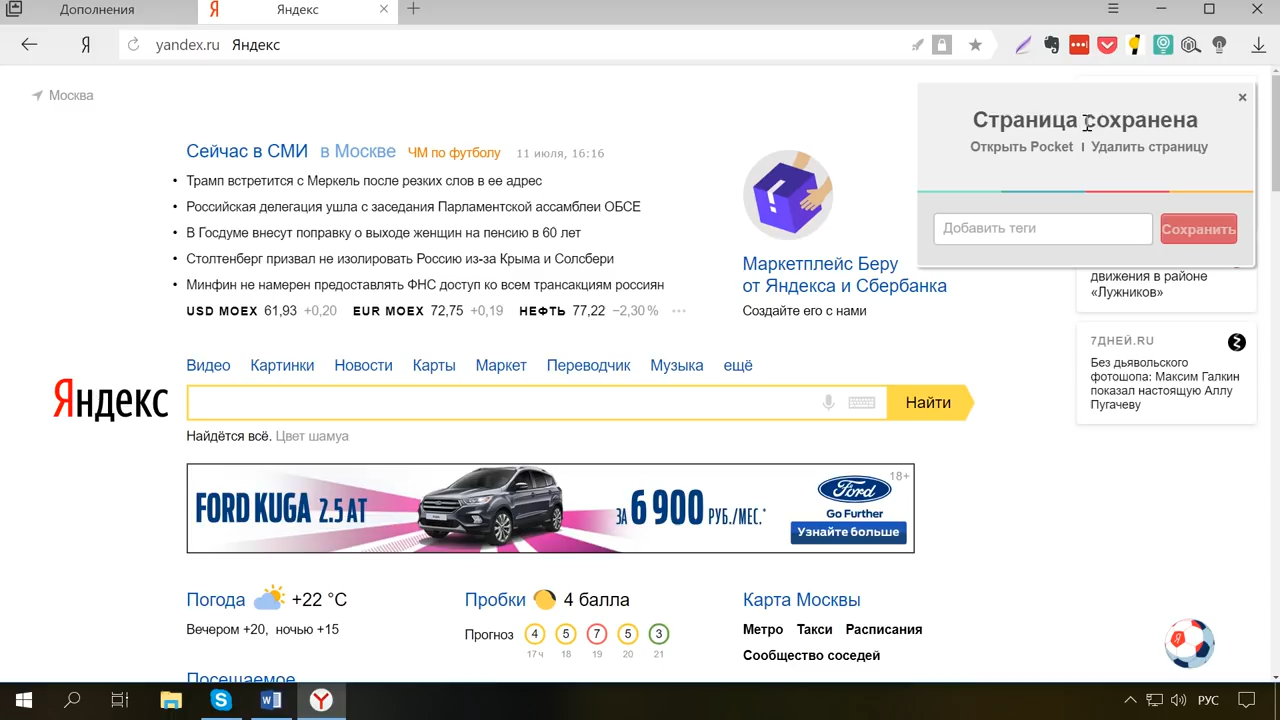 Дополнения
Яндекс
yandex.ru Яндекс
Москва
Страница сохранена
Открыть Pocket | Удалить страницу
Добавить теги
Сохранить
Сейчас в СМИ в Москве ЧМ по футболу 11 июля, 16:16
• Трамп встретится с Меркель после резких слов в ее адрес
• Российская делегация ушла с заседания Парламентской ассамблеи ОБСЕ
• В Госдуме внесут поправку о выходе женщин на пенсию в 60 лет
• Столтенберг призвал не изолировать Россию из-за Крыма и Солсбери
• Минфин не намерен предоставлять ФНС доступ ко всем трансакциям россиян
USD MOEX 61,93 +0,20 EUR MOEX 72,75 +0,19 НЕФТЬ 77,22 −2,30 % •••
Маркетплейс Беру
от Яндекса и Сбербанка
Создайте его с нами
движения в районе
«Лужников»
7ДНЕЙ.RU
Без дьявольского
фотошопа: Максим Галкин
показал настоящую Аллу
Пугачеву
Видео Картинки Новости Карты Маркет Переводчик Музыка ещё
Яндекс
Найти
Найдётся всё. Цвет шамуа
FORD KUGA 2.5 AT
ЗА 6 900 РУБ./МЕС.*
18+
Ford
Go Further
Узнайте больше
Погода +22 °C
Вечером +20, ночью +15
Пробки 4 балла
Прогноз 4 5 7 5 3
17 ч 18 19 20 21
Карта Москвы
Метро Такси Расписания
Сообщество соседей
Посещаемое
РУС